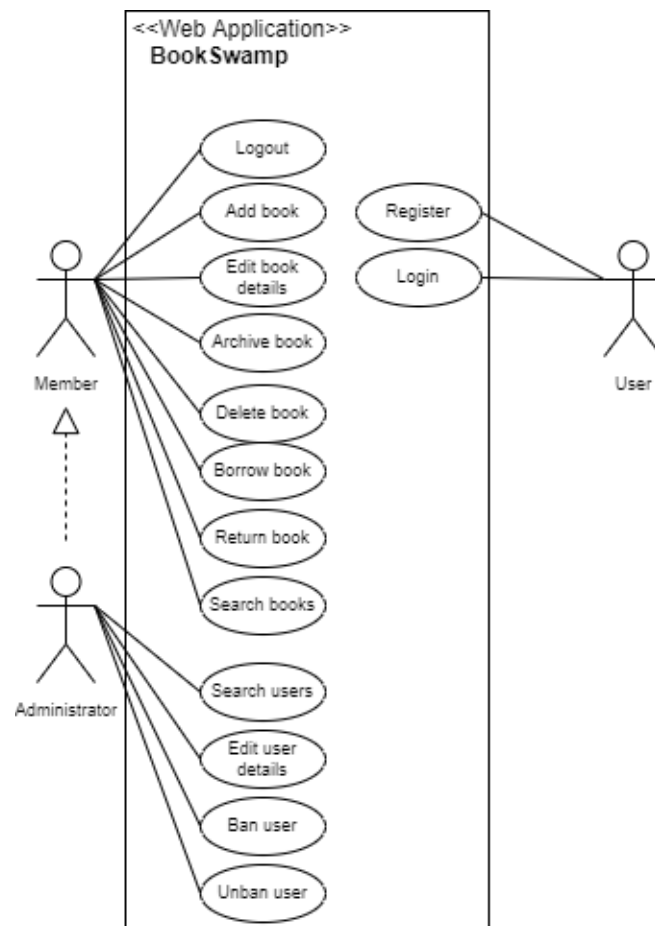 <<Web Application>>
BookSwamp
Logout
Add book
Register
Edit book
details
Login
Archive book
Member
User
Delete book
Borrow book
Return book
Search books
Administrator
Search users
Edit user
details
Ban user
Unban user